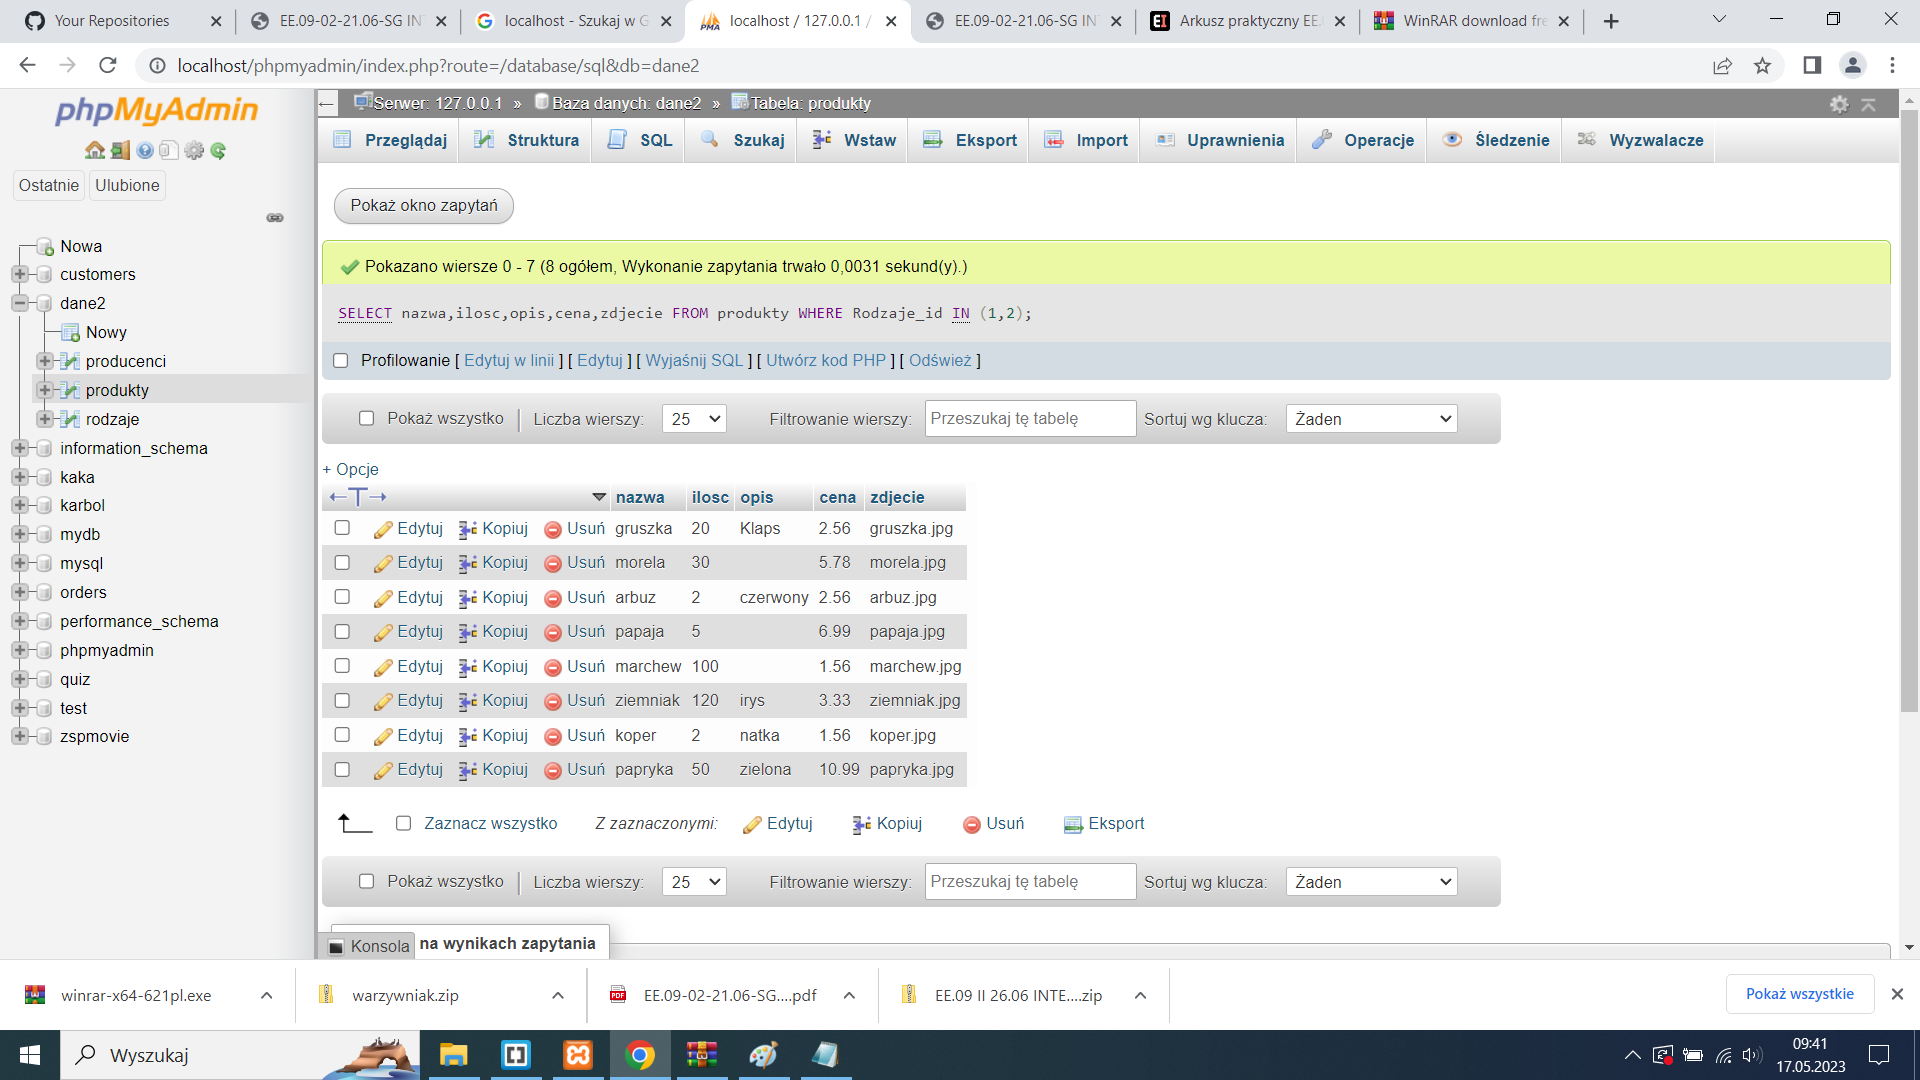 Your Repositories
EE.09-02-21.06-SG IN
localhost - Szukaj w G
localhost / 127.0.0.1 /
EE.09-02-21.06-SG IN
Arkusz praktyczny EE.
WinRAR download fre
localhost/phpmyadmin/index.php?route=/database/sql&db=dane2
phpMyAdmin
Ostatnie
Ulubione
Nowa
customers
dane2
Nowy
producenci
produkty
rodzaje
information_schema
kaka
karbol
mydb
mysql
orders
performance_schema
phpmyadmin
quiz
test
zspmovie
Serwer: 127.0.0.1 » Baza danych: dane2 » Tabela: produkty
Przeglądaj Struktura SQL Szukaj Wstaw Eksport Import Uprawnienia Operacje Śledzenie Wyzwalacze
Pokaż okno zapytań
Pokazano wiersze 0 - 7 (8 ogółem, Wykonanie zapytania trwało 0,0031 sekund(y).)
SELECT nazwa,ilosc,opis,cena,zdjecie FROM produkty WHERE Rodzaje_id IN (1,2);
Profilowanie [ Edytuj w linii ] [ Edytuj ] [ Wyjaśnij SQL ] [ Utwórz kod PHP ] [ Odśwież ]
Pokaż wszystko Liczba wierszy: 25 Filtrowanie wierszy: Przeszukaj tę tabelę Sortuj wg klucza: Żaden
+ Opcje
nazwa ilosc opis cena zdjecie
Edytuj Kopiuj Usuń gruszka 20 Klaps 2.56 gruszka.jpg
Edytuj Kopiuj Usuń morela 30 5.78 morela.jpg
Edytuj Kopiuj Usuń arbuz 2 czerwony 2.56 arbuz.jpg
Edytuj Kopiuj Usuń papaja 5 6.99 papaja.jpg
Edytuj Kopiuj Usuń marchew 100 1.56 marchew.jpg
Edytuj Kopiuj Usuń ziemniak 120 irys 3.33 ziemniak.jpg
Edytuj Kopiuj Usuń koper 2 natka 1.56 koper.jpg
Edytuj Kopiuj Usuń papryka 50 zielona 10.99 papryka.jpg
Zaznacz wszystko Z zaznaczonymi: Edytuj Kopiuj Usuń Eksport
Pokaż wszystko Liczba wierszy: 25 Filtrowanie wierszy: Przeszukaj tę tabelę Sortuj wg klucza: Żaden
Konsola na wynikach zapytania
winrar-x64-621pl.exe
warzywniak.zip
EE.09-02-21.06-SG....pdf
EE.09 II 26.06 INTE....zip
Pokaż wszystkie
Wyszukaj
09:41
17.05.2023